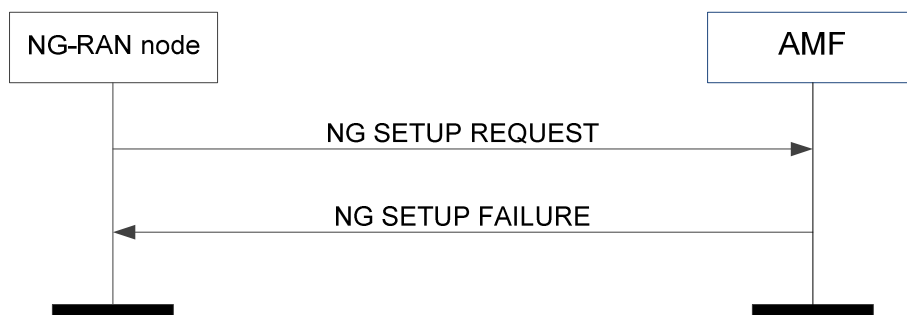 NG-RAN node
AMF
NG SETUP REQUEST
NG SETUP FAILURE